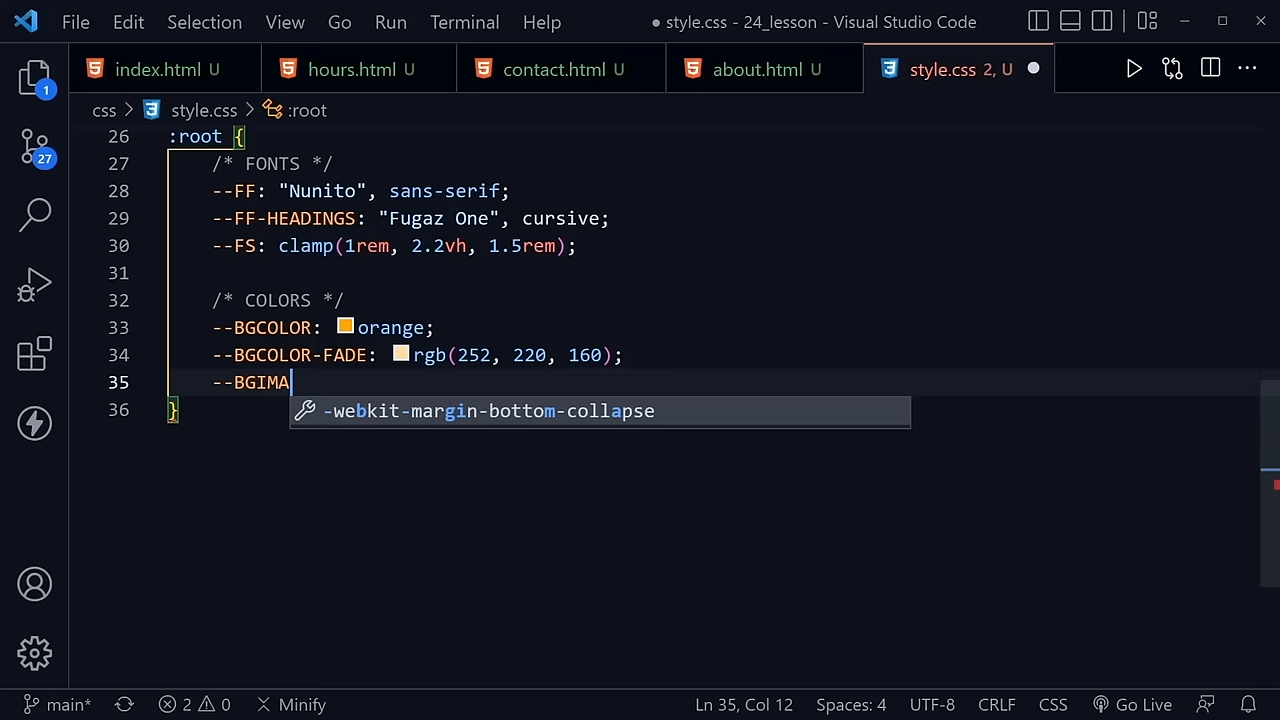 File Edit Selection View Go Run Terminal Help ● style.css - 24_lesson - Visual Studio Code
index.html U hours.html U contact.html U about.html U style.css 2, U
css > style.css > :root
26 :root {
27 /* FONTS */
28 --FF: "Nunito", sans-serif;
29 --FF-HEADINGS: "Fugaz One", cursive;
30 --FS: clamp(1rem, 2.2vh, 1.5rem);
31
32 /* COLORS */
33 --BGCOLOR: orange;
34 --BGCOLOR-FADE: rgb(252, 220, 160);
35 --BGIMA
36 }
-webkit-margin-bottom-collapse
1
27
main* 2 0 Minify Ln 35, Col 12 Spaces: 4 UTF-8 CRLF CSS Go Live